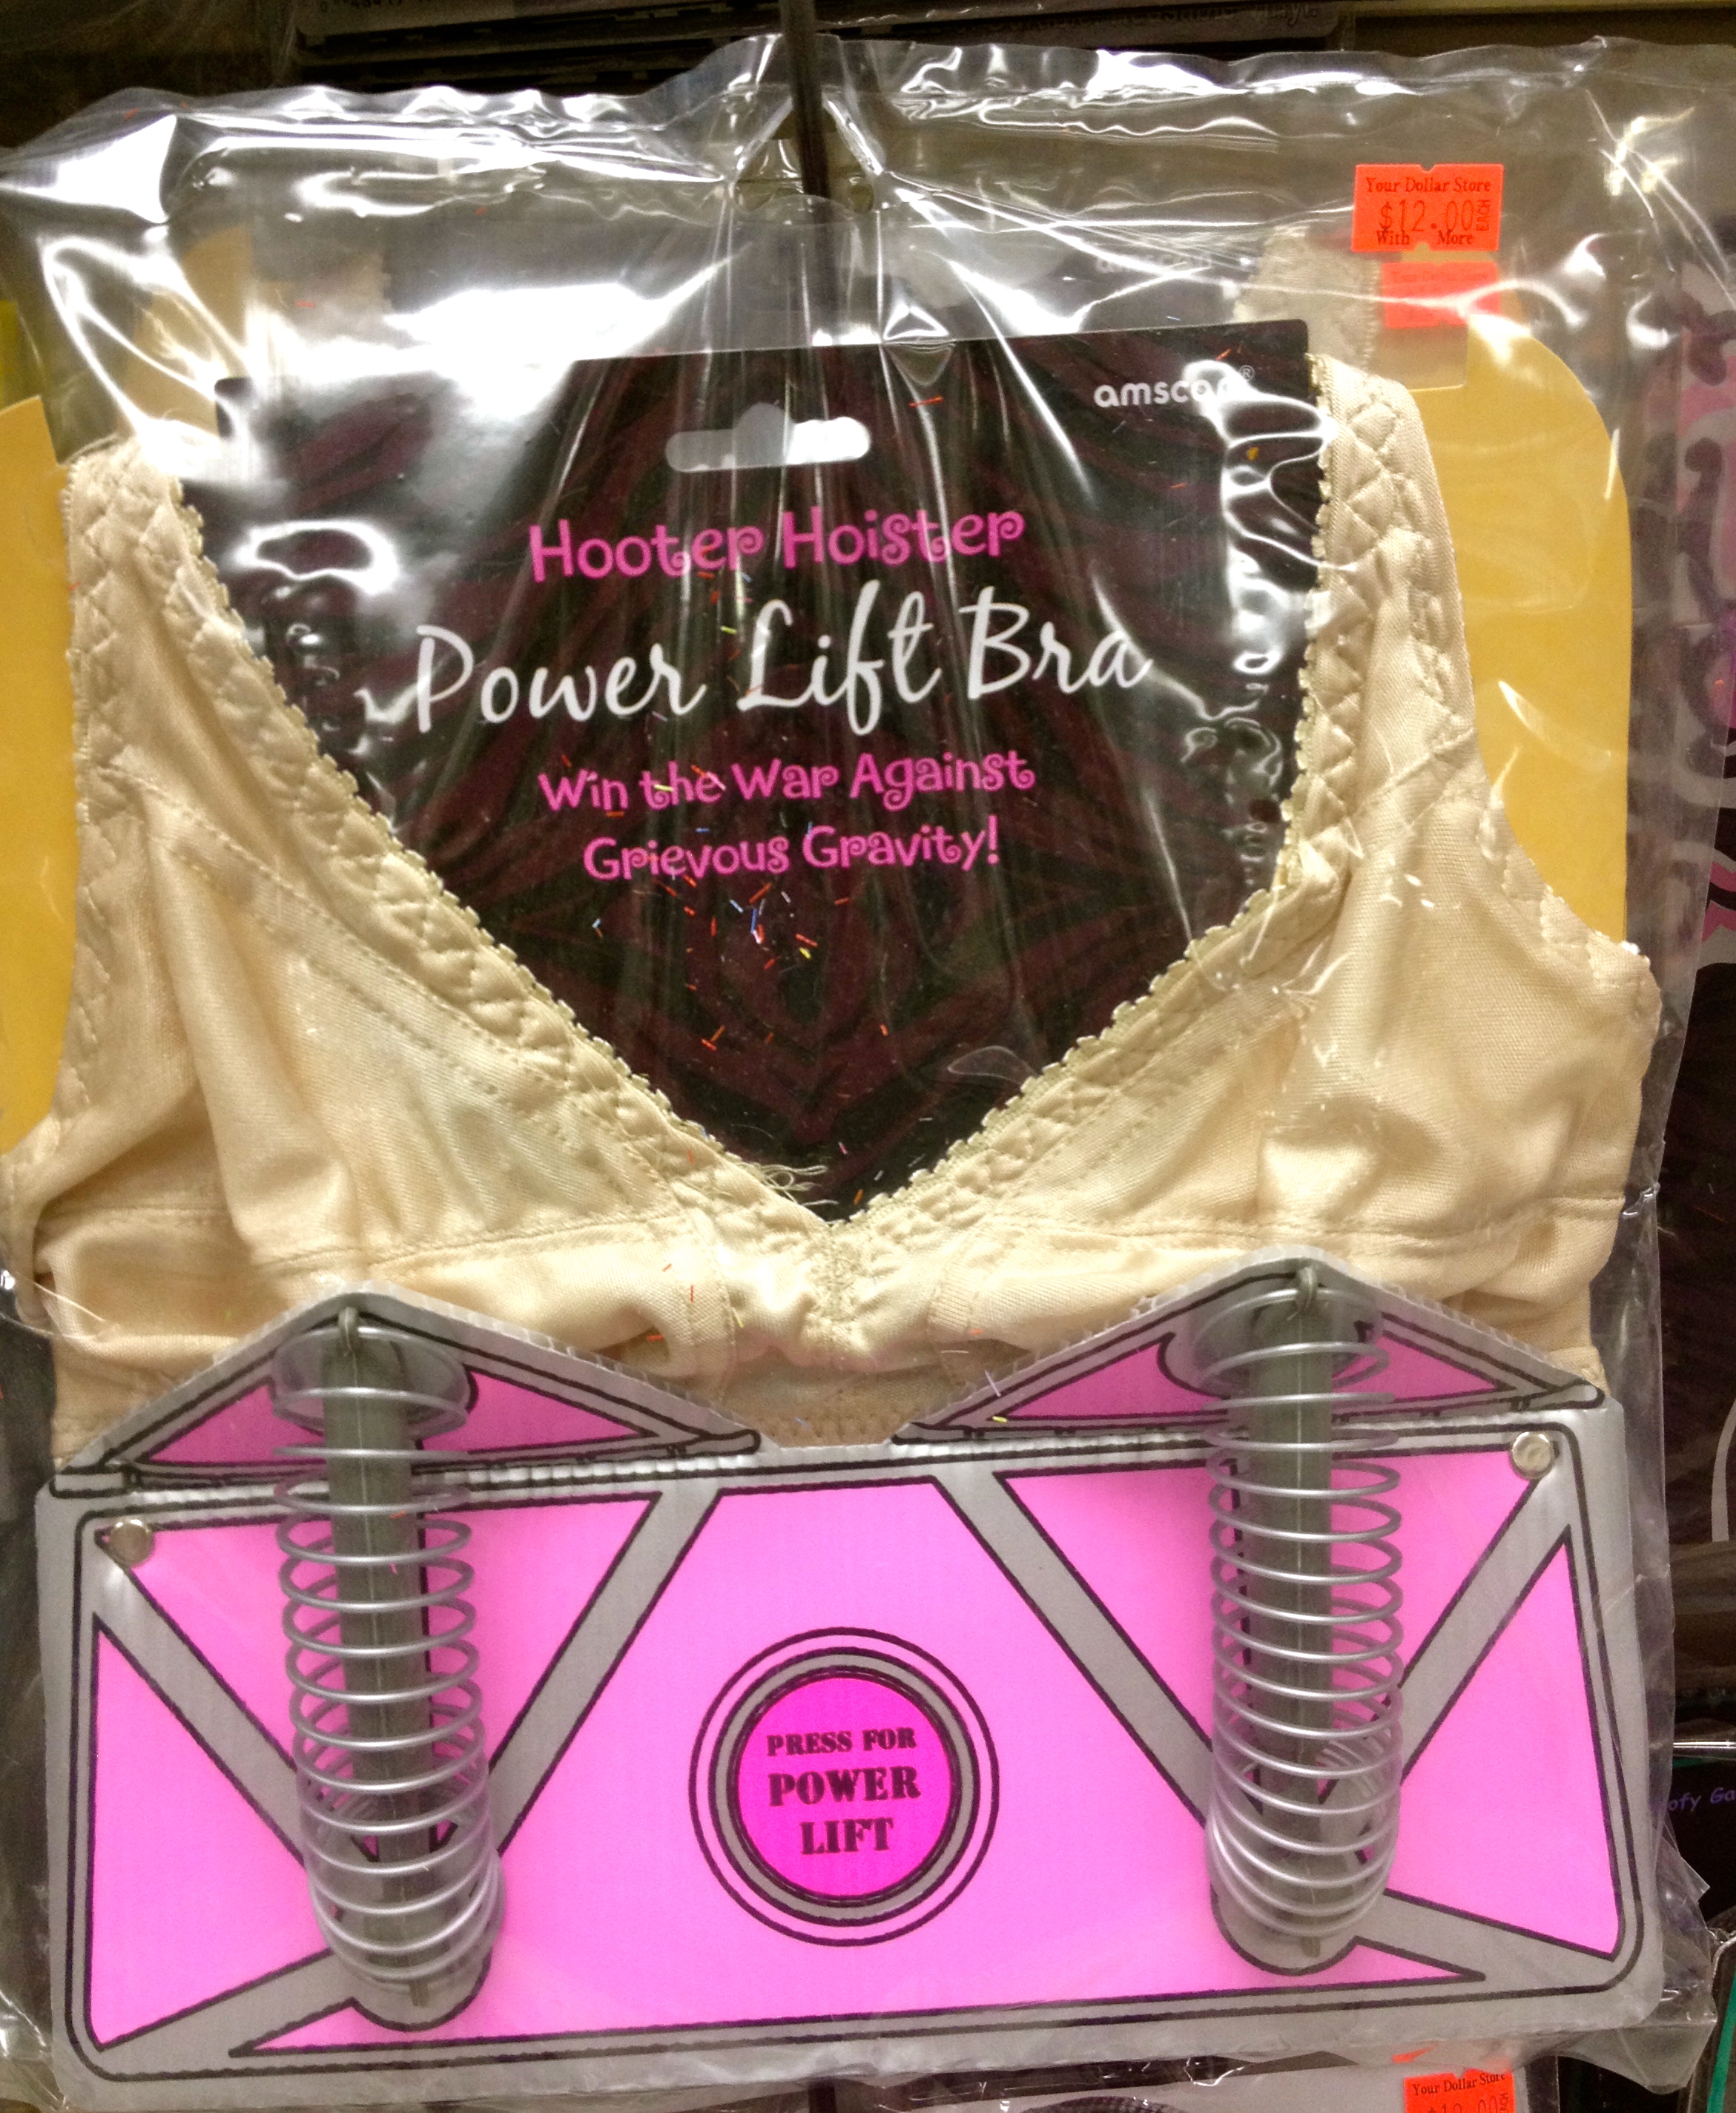 Your Dollar Store
$12.00 EACH
With More
amscan®
Hooter Hoister
Power Lift Bra
Win the War Against
Grievous Gravity!
PRESS FOR
POWER
LIFT
Your Dollar Store